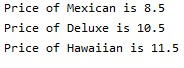 Price of Mexican is 8.5
Price of Deluxe is 10.5
Price of Hawaiian is 11.5